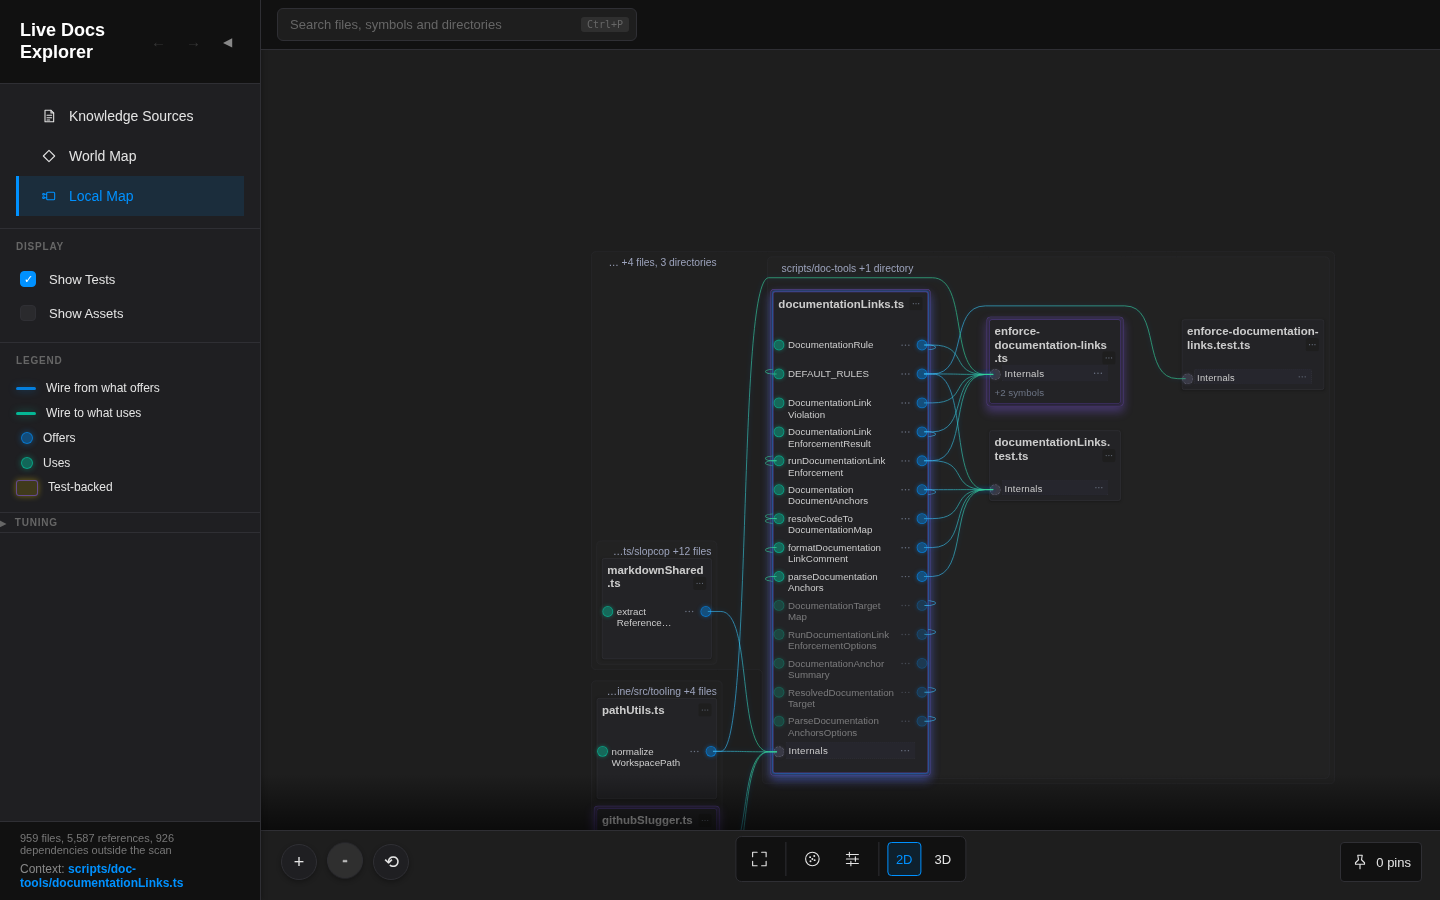 Live Docs
Explorer
Search files, symbols and directories
Ctrl+P
Knowledge Sources
World Map
Local Map
DISPLAY
Show Tests
Show Assets
LEGEND
Wire from what offers
Wire to what uses
Offers
Uses
Test-backed
TUNING
959 files, 5,587 references, 926
dependencies outside the scan
Context: scripts/doc-
tools/documentationLinks.ts
… +4 files, 3 directories
scripts/doc-tools +1 directory
documentationLinks.ts
DocumentationRule
DEFAULT_RULES
DocumentationLink
Violation
DocumentationLink
EnforcementResult
runDocumentationLink
Enforcement
Documentation
DocumentAnchors
resolveCodeTo
DocumentationMap
formatDocumentation
LinkComment
parseDocumentation
Anchors
DocumentationTarget
Map
RunDocumentationLink
EnforcementOptions
DocumentationAnchor
Summary
ResolvedDocumentation
Target
ParseDocumentation
AnchorsOptions
Internals
enforce-
documentation-links
.ts
Internals
+2 symbols
enforce-documentation-
links.test.ts
Internals
documentationLinks.
test.ts
Internals
…ts/slopcop +12 files
markdownShared
.ts
extract
Reference…
…ine/src/tooling +4 files
pathUtils.ts
normalize
WorkspacePath
githubSlugger.ts
+
-
⟲
2D
3D
0 pins